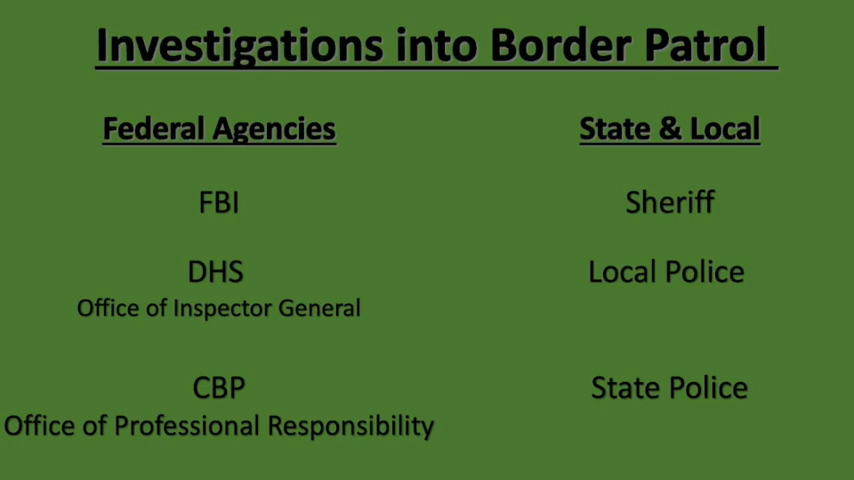 Investigations into Border Patrol
Federal Agencies
State & Local
FBI
Sheriff
DHS
Office of Inspector General
Local Police
CBP
Office of Professional Responsibility
State Police